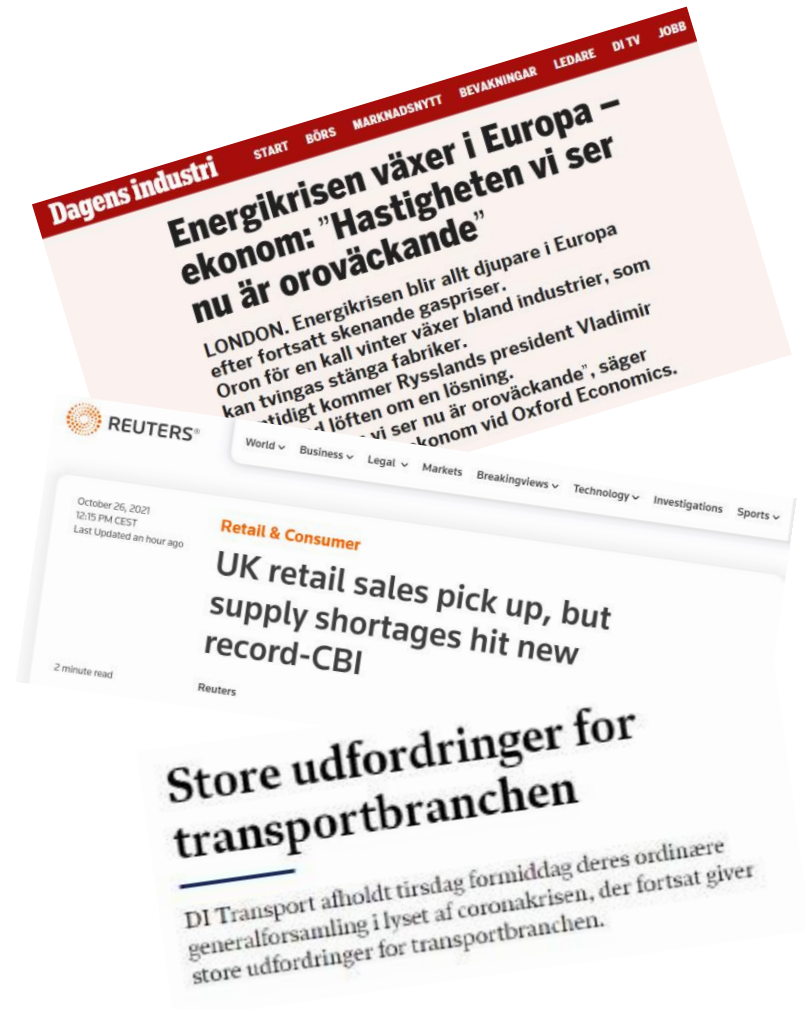 Dagens industri
START BÖRS MARKNADSNYTT BEVAKNINGAR LEDARE DI TV JOBB
Energikrisen växer i Europa –
ekonom: ”Hastigheten vi ser
nu är oroväckande”
LONDON. Energikrisen blir allt djupare i Europa
efter fortsatt skenande gaspriser.
Oron för en kall vinter växer bland industrier, som
kan tvingas stänga fabriker.
kommer Rysslands president Vladimir
löften om en lösning.
vi ser nu är oroväckande”, säger
vid Oxford Economics.
REUTERS®
World Business Legal Markets Breakingviews Technology Investigations Sports
October 26, 2021
12:15 PM CEST
Last Updated an hour ago
Retail & Consumer
UK retail sales pick up, but
supply shortages hit new
record-CBI
2 minute read
Reuters
Store udfordringer for
transportbranchen
DI Transport afholdt tirsdag formiddag deres ordinære
generalforsamling i lyset af coronakrisen, der fortsat giver
store udfordringer for transportbranchen.